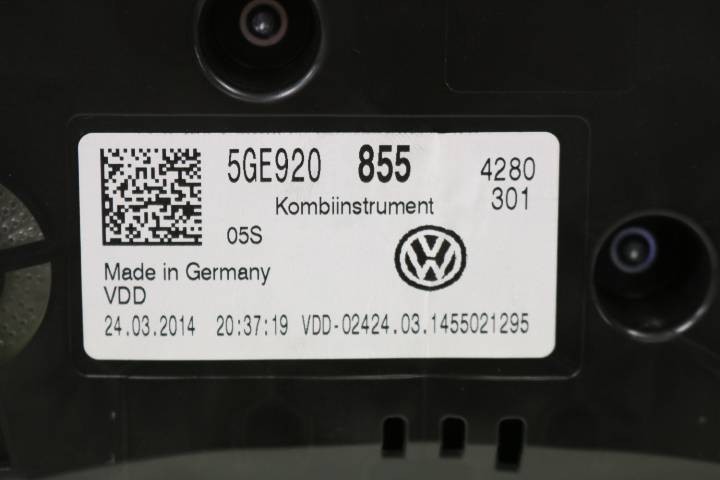 5GE920 855 4280
Kombiinstrument 301
05S
Made in Germany
VDD
24.03.2014 20:37:19 VDD-02424.03.1455021295